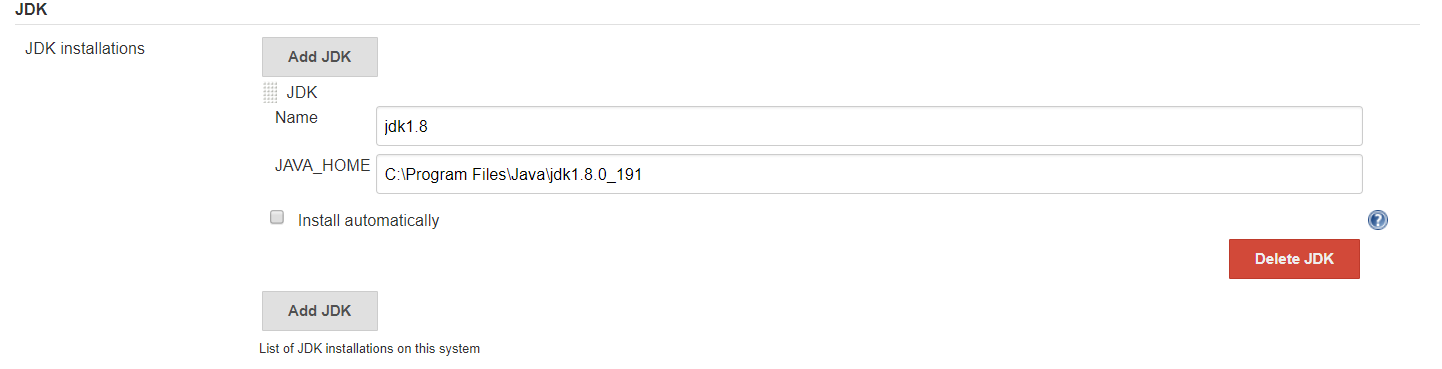 JDK
JDK installations
Add JDK
JDK
Name
jdk1.8
JAVA_HOME
C:\Program Files\Java\jdk1.8.0_191
Install automatically
?
Delete JDK
Add JDK
List of JDK installations on this system